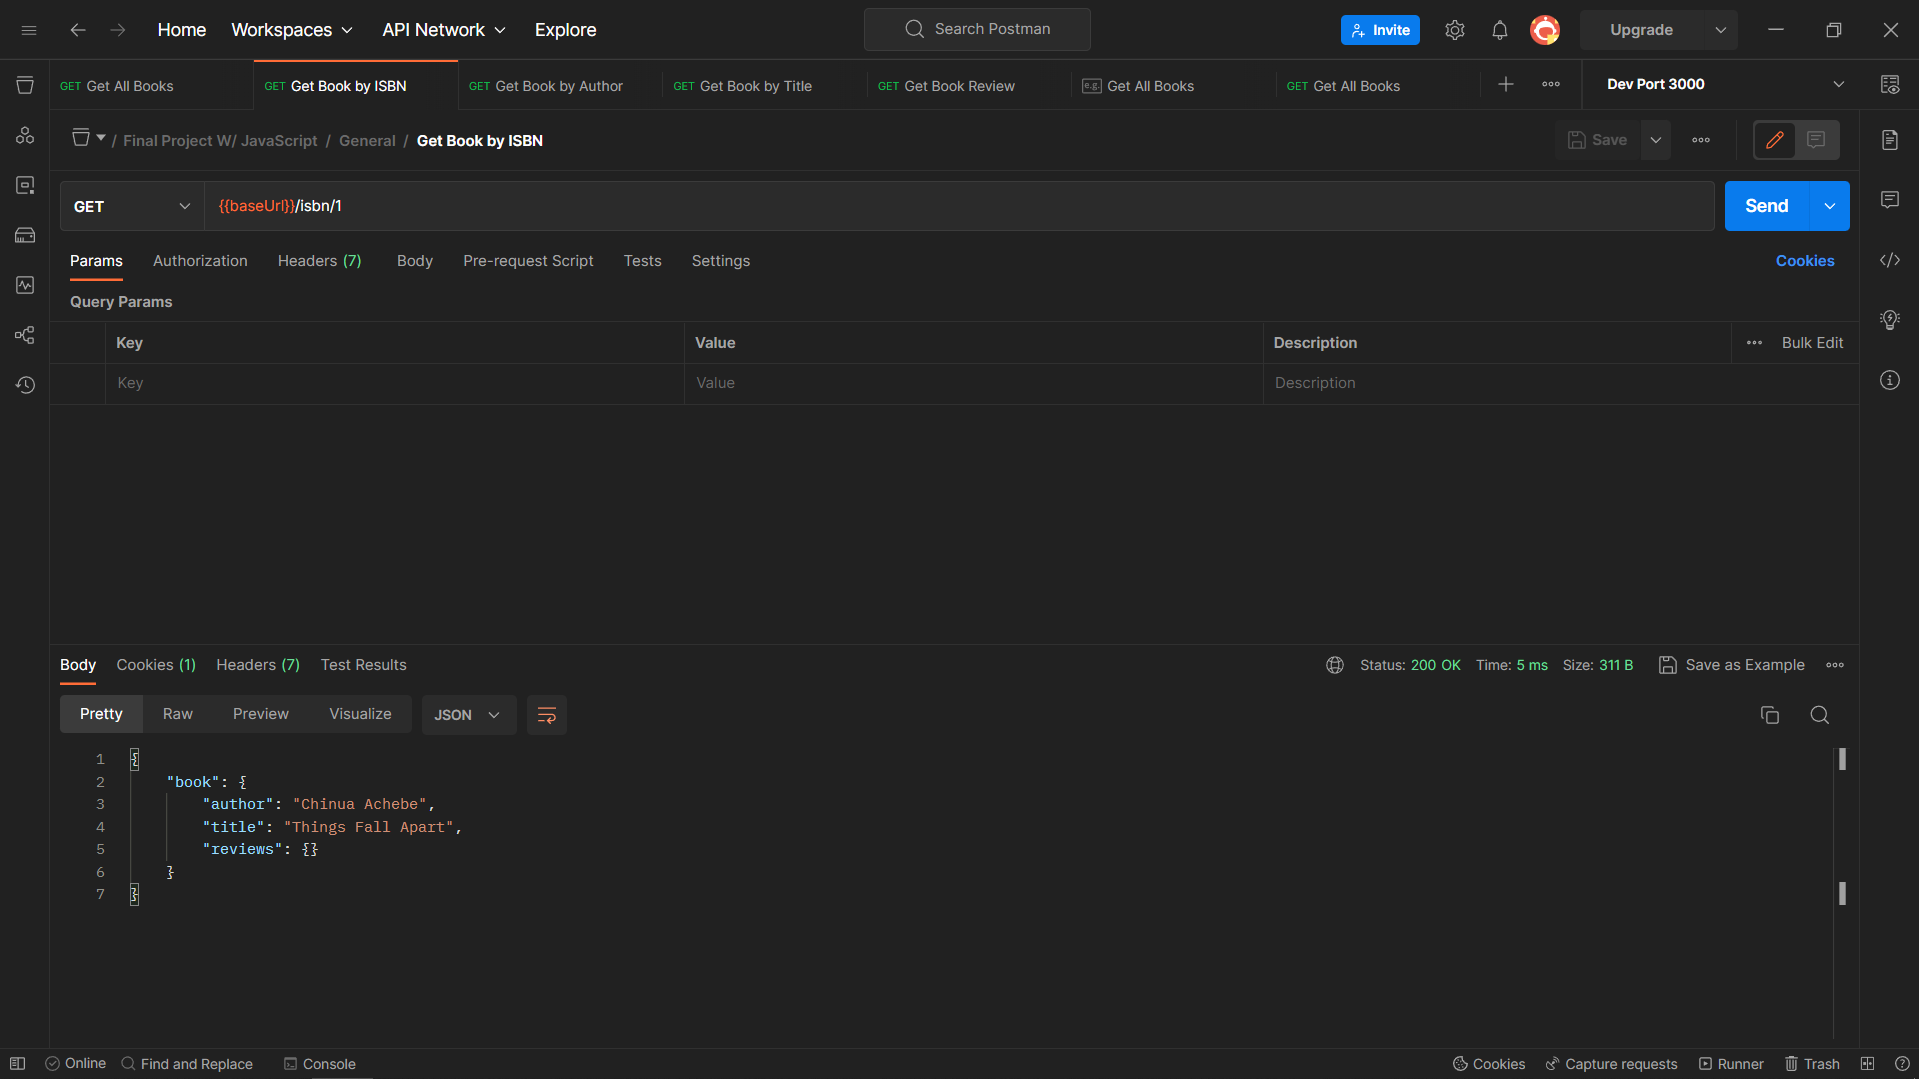 Home Workspaces API Network Explore Search Postman Invite Upgrade
GET Get All Books GET Get Book by ISBN GET Get Book by Author GET Get Book by Title GET Get Book Review e.g. Get All Books GET Get All Books Dev Port 3000
/ Final Project W/ JavaScript / General / Get Book by ISBN Save
GET {{baseUrl}}/isbn/1 Send
Params Authorization Headers (7) Body Pre-request Script Tests Settings Cookies
Query Params
Key Value Description Bulk Edit
Key Value Description
Body Cookies (1) Headers (7) Test Results Status: 200 OK Time: 5 ms Size: 311 B Save as Example
Pretty Raw Preview Visualize JSON
1 {
2 "book": {
3 "author": "Chinua Achebe",
4 "title": "Things Fall Apart",
5 "reviews": {}
6 }
7 }
Online Find and Replace Console Cookies Capture requests Runner Trash